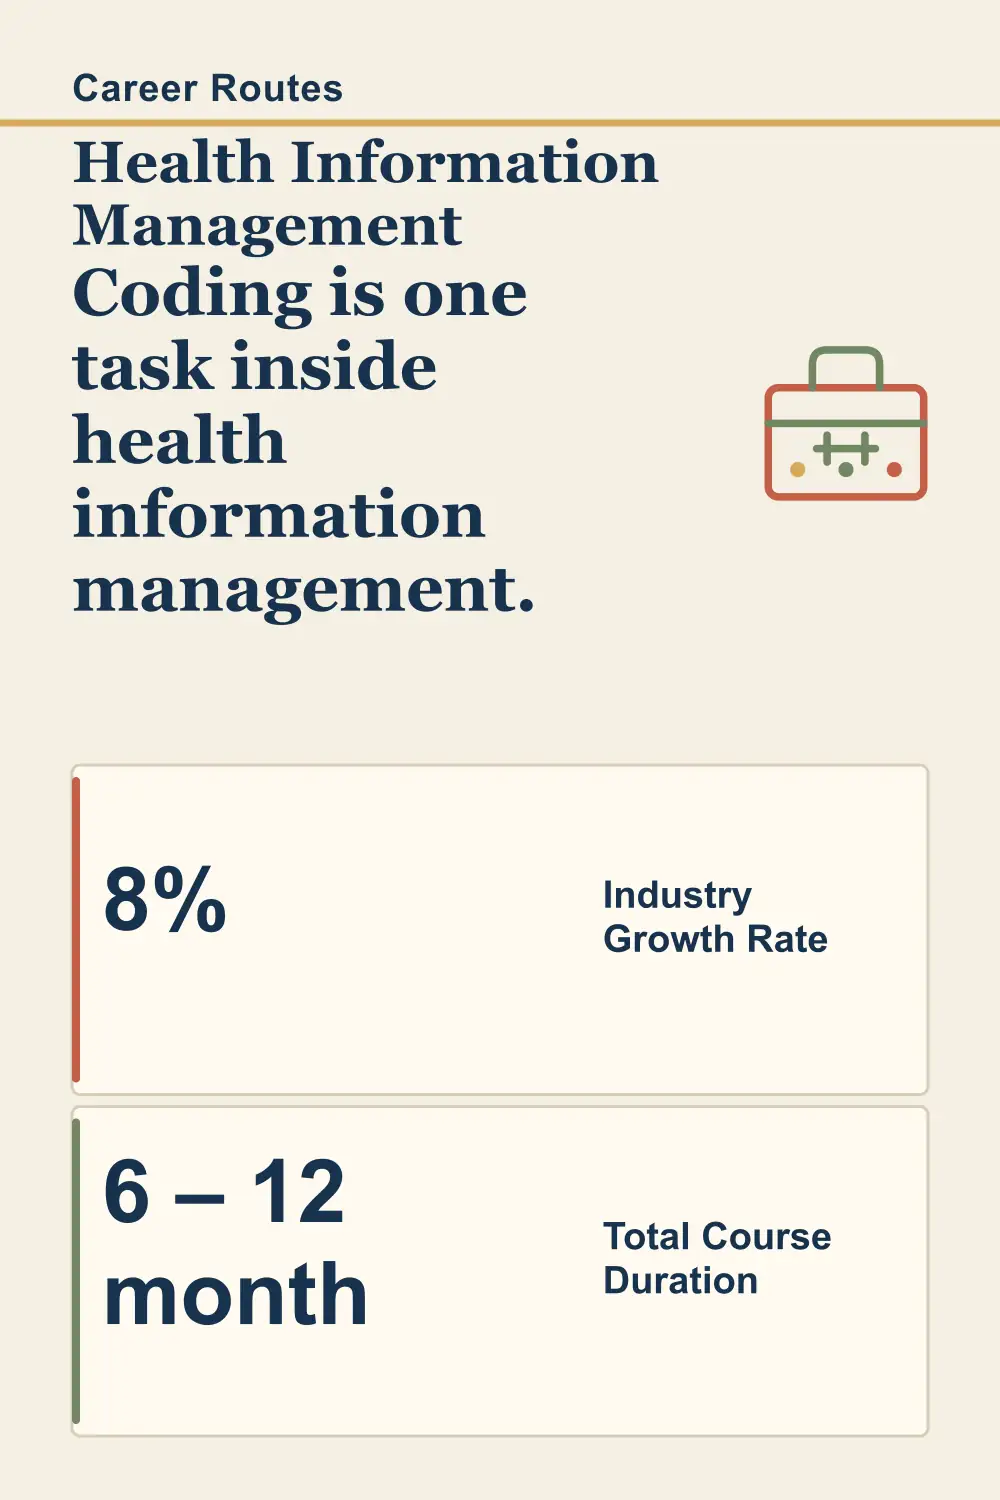 Career Routes
Health Information
Management
Coding is one
task inside
health
information
management.
8%
Industry
Growth Rate
6 – 12
month
Total Course
Duration